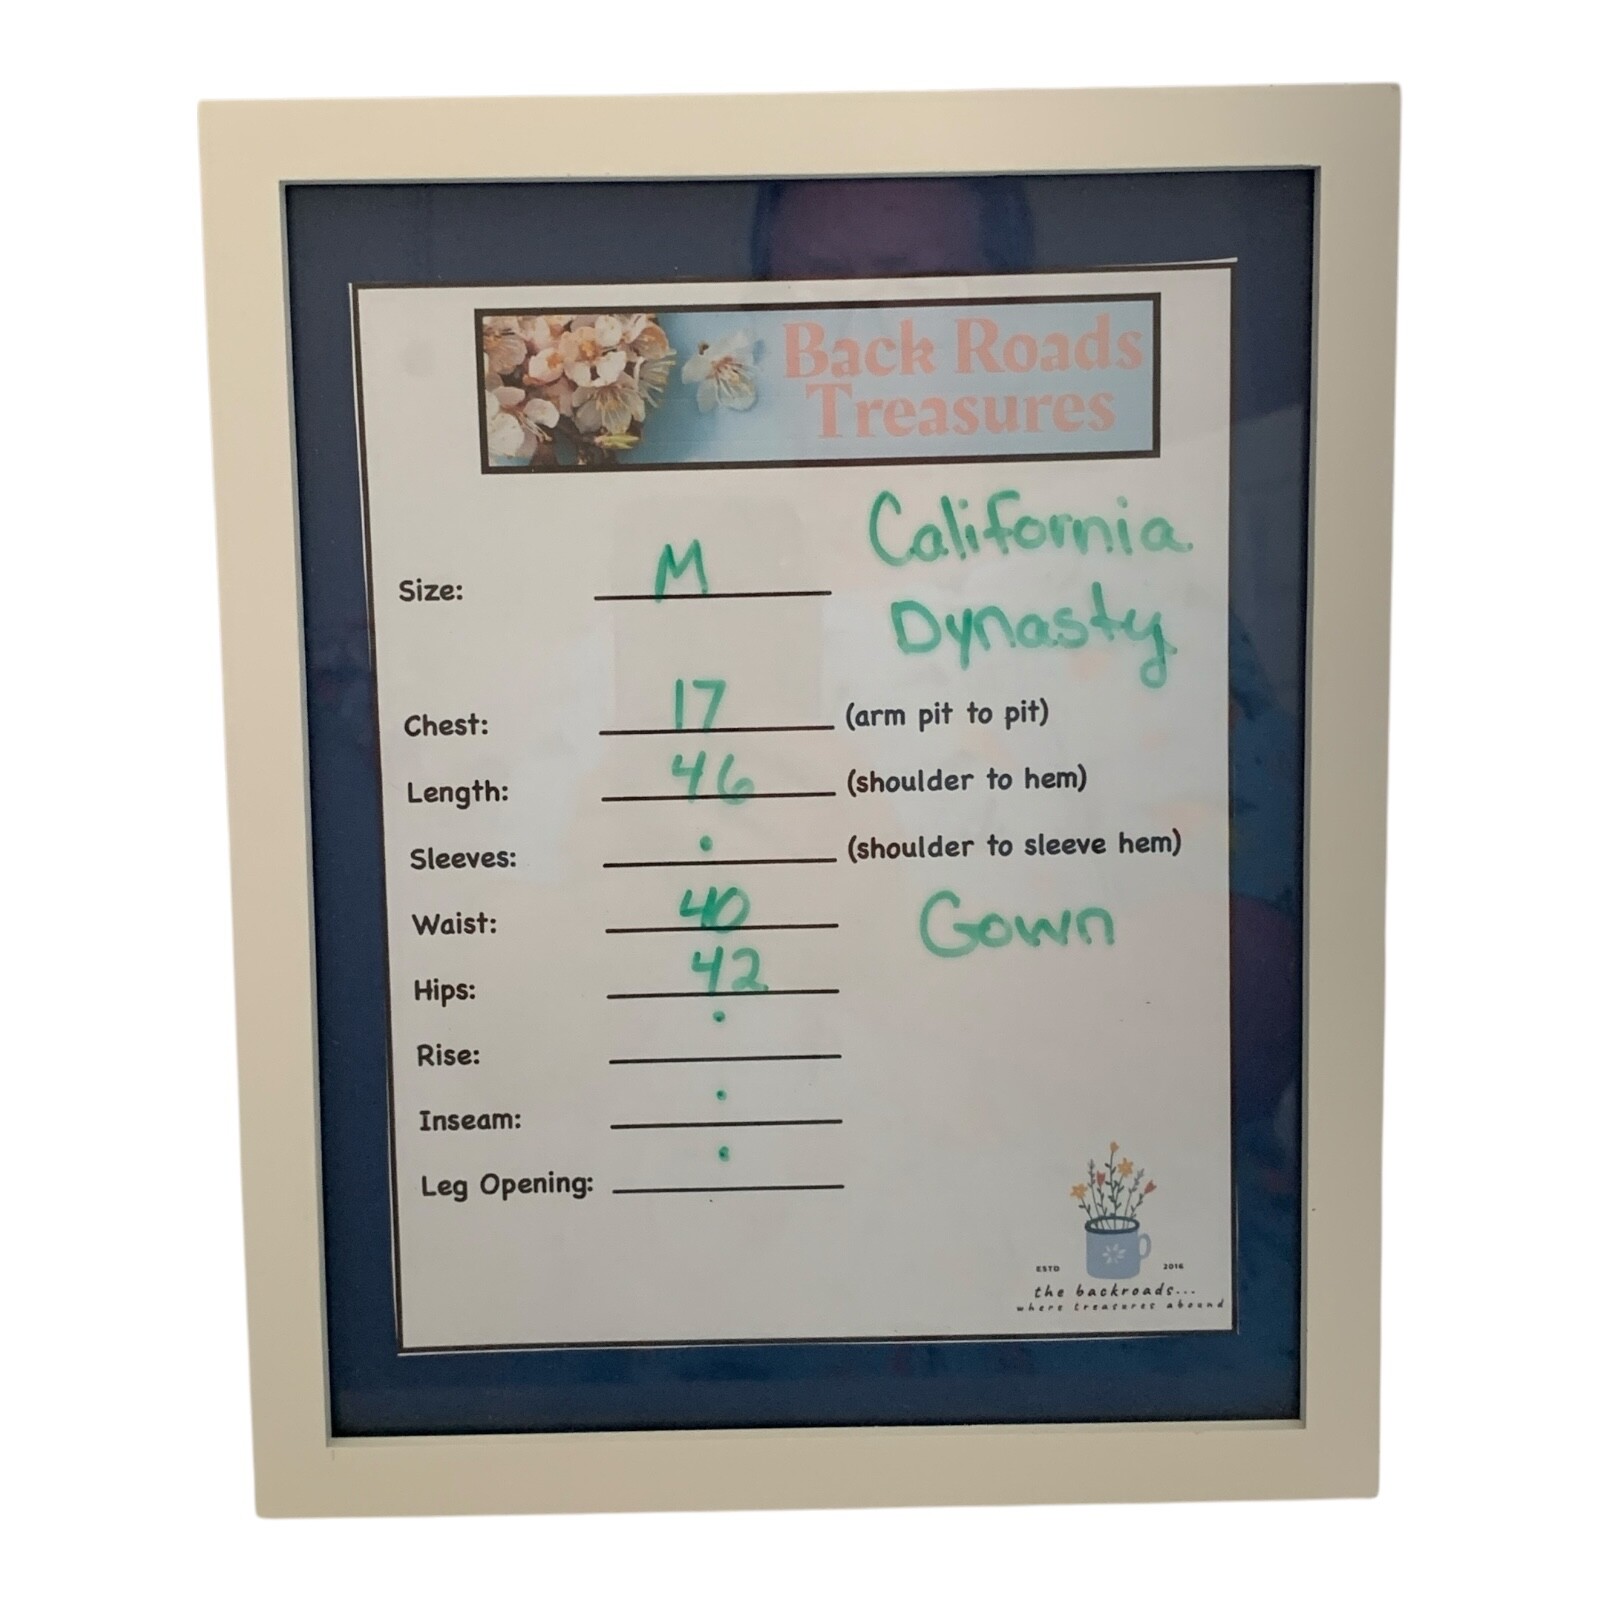 Back Roads
Treasures
California
Dynasty
Size: M
Chest: 17 (arm pit to pit)
Length: 46 (shoulder to hem)
Sleeves: . (shoulder to sleeve hem)
Waist: 40
Gown
Hips: 42
Rise: .
Inseam: .
Leg Opening: .
ESTD 2016
the backroads...
where treasures abound